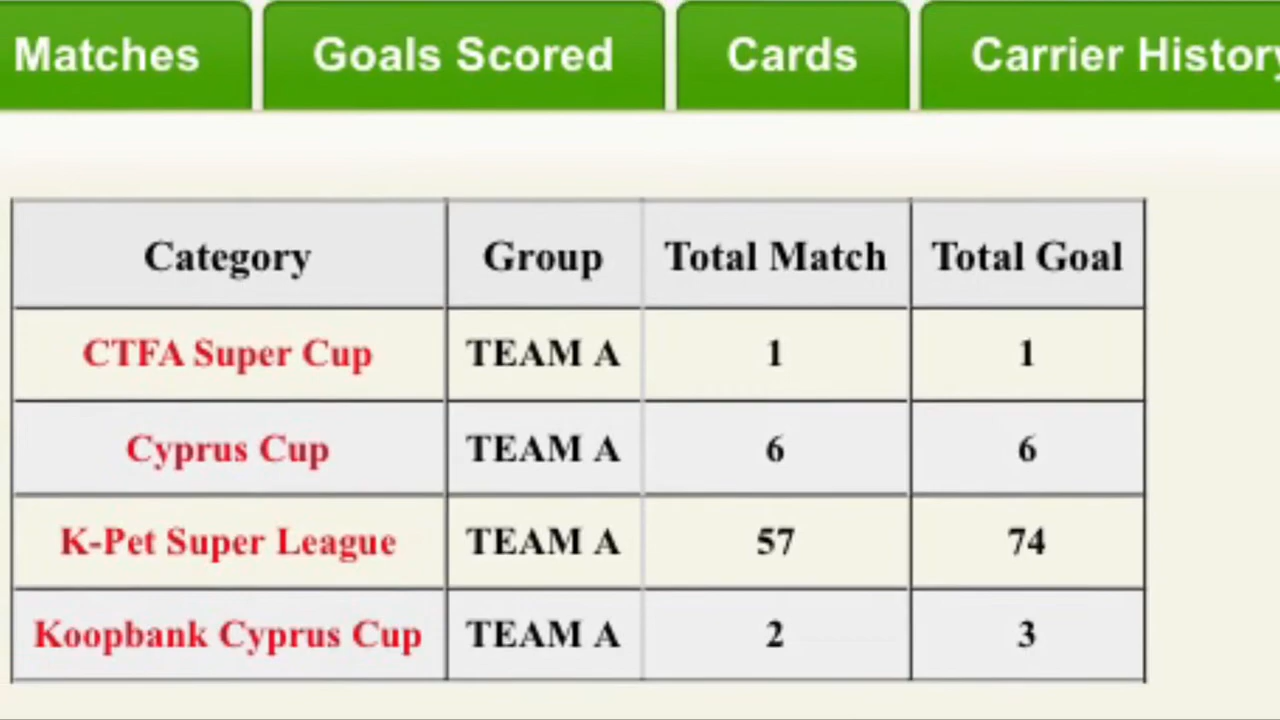 Matches Goals Scored Cards Carrier History
Category Group Total Match Total Goal
CTFA Super Cup TEAM A 1 1
Cyprus Cup TEAM A 6 6
K-Pet Super League TEAM A 57 74
Koopbank Cyprus Cup TEAM A 2 3